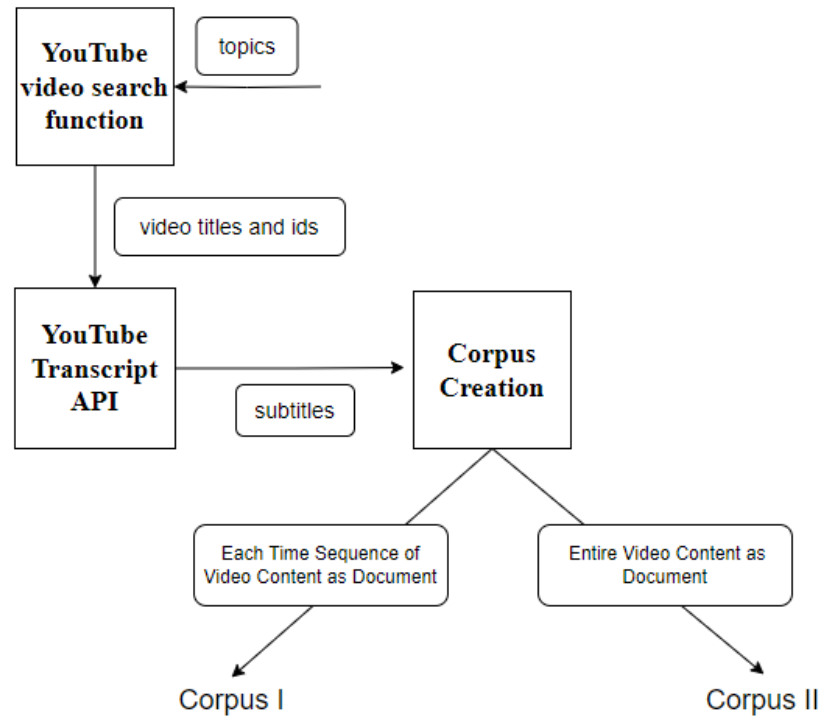 topics
YouTube
video search
function
video titles and ids
YouTube
Transcript
API
subtitles
Corpus
Creation
Each Time Sequence of
Video Content as Document
Entire Video Content as
Document
Corpus I
Corpus II